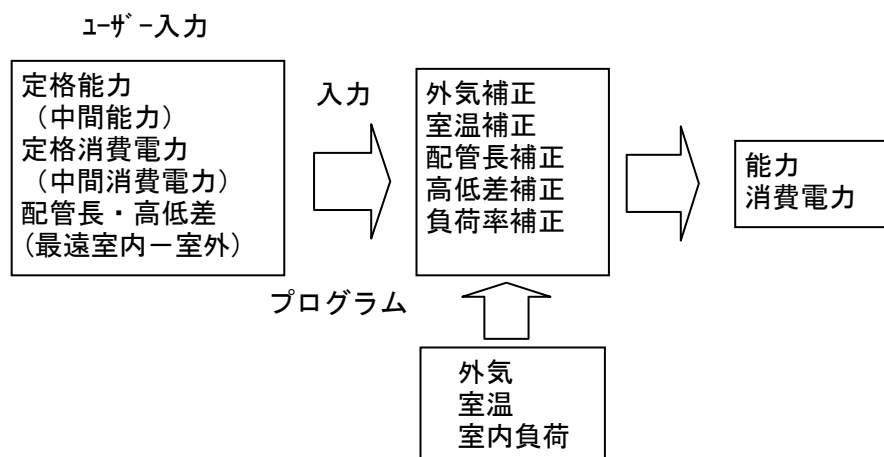 ﾕｰｻﾞｰ入力
定格能力
（中間能力）
定格消費電力
（中間消費電力）
配管長・高低差
(最遠室内－室外）
入力
プログラム
外気補正
室温補正
配管長補正
高低差補正
負荷率補正
外気
室温
室内負荷
能力
消費電力